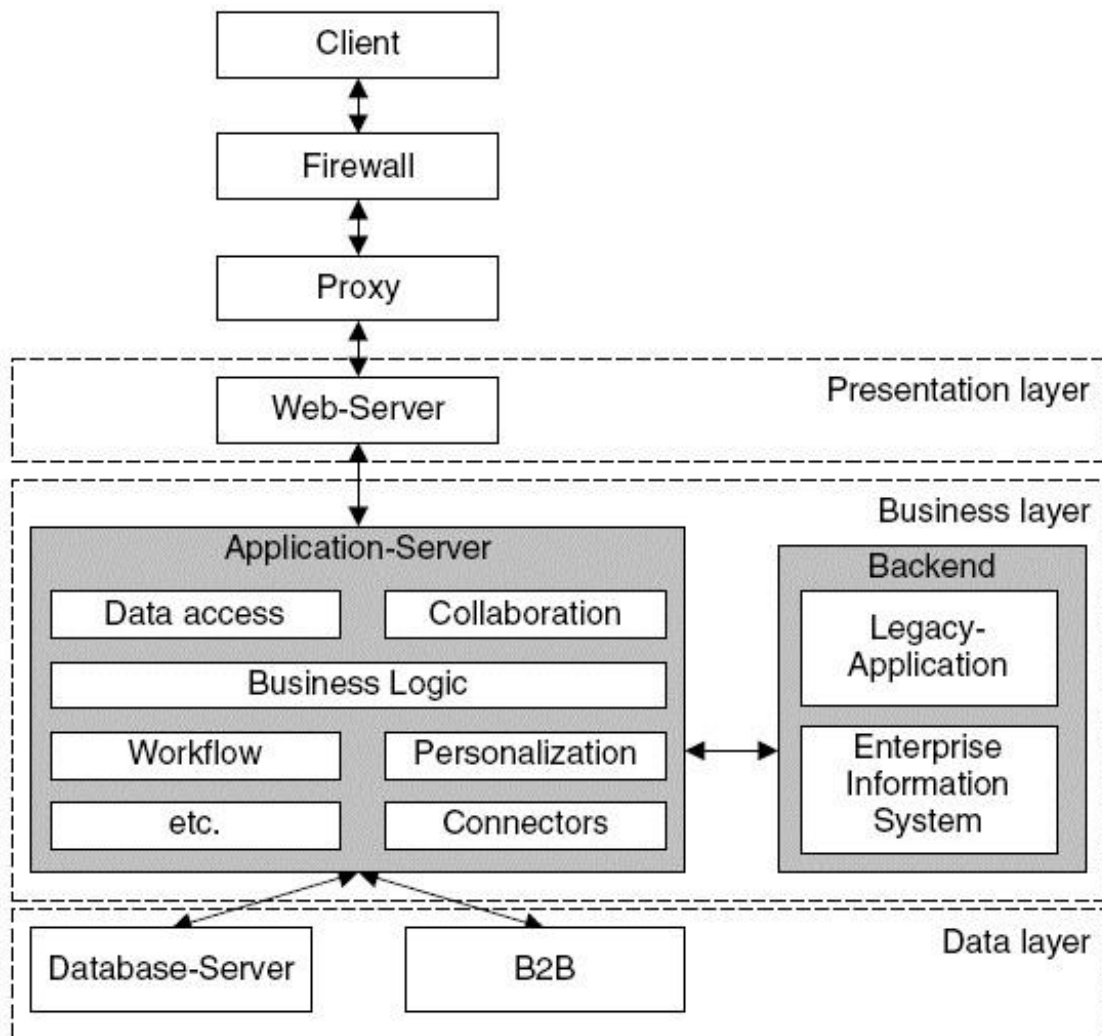 Client
Firewall
Proxy
Presentation layer
Web-Server
Business layer
Application-Server
Data access
Collaboration
Business Logic
Workflow
Personalization
etc.
Connectors
Backend
Legacy-
Application
Enterprise
Information
System
Data layer
Database-Server
B2B